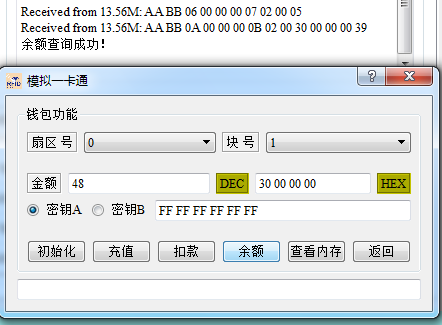 Received from 13.56M: AA BB 06 00 00 00 07 02 00 05
Received from 13.56M: AA BB 0A 00 00 00 0B 02 00 30 00 00 00 39
余额查询成功!
模拟一卡通
钱包功能
扇区 号 0 块 号 1
金额 48 DEC 30 00 00 00 HEX
密钥A 密钥B FF FF FF FF FF FF
初始化 充值 扣款 余额 查看内存 返回